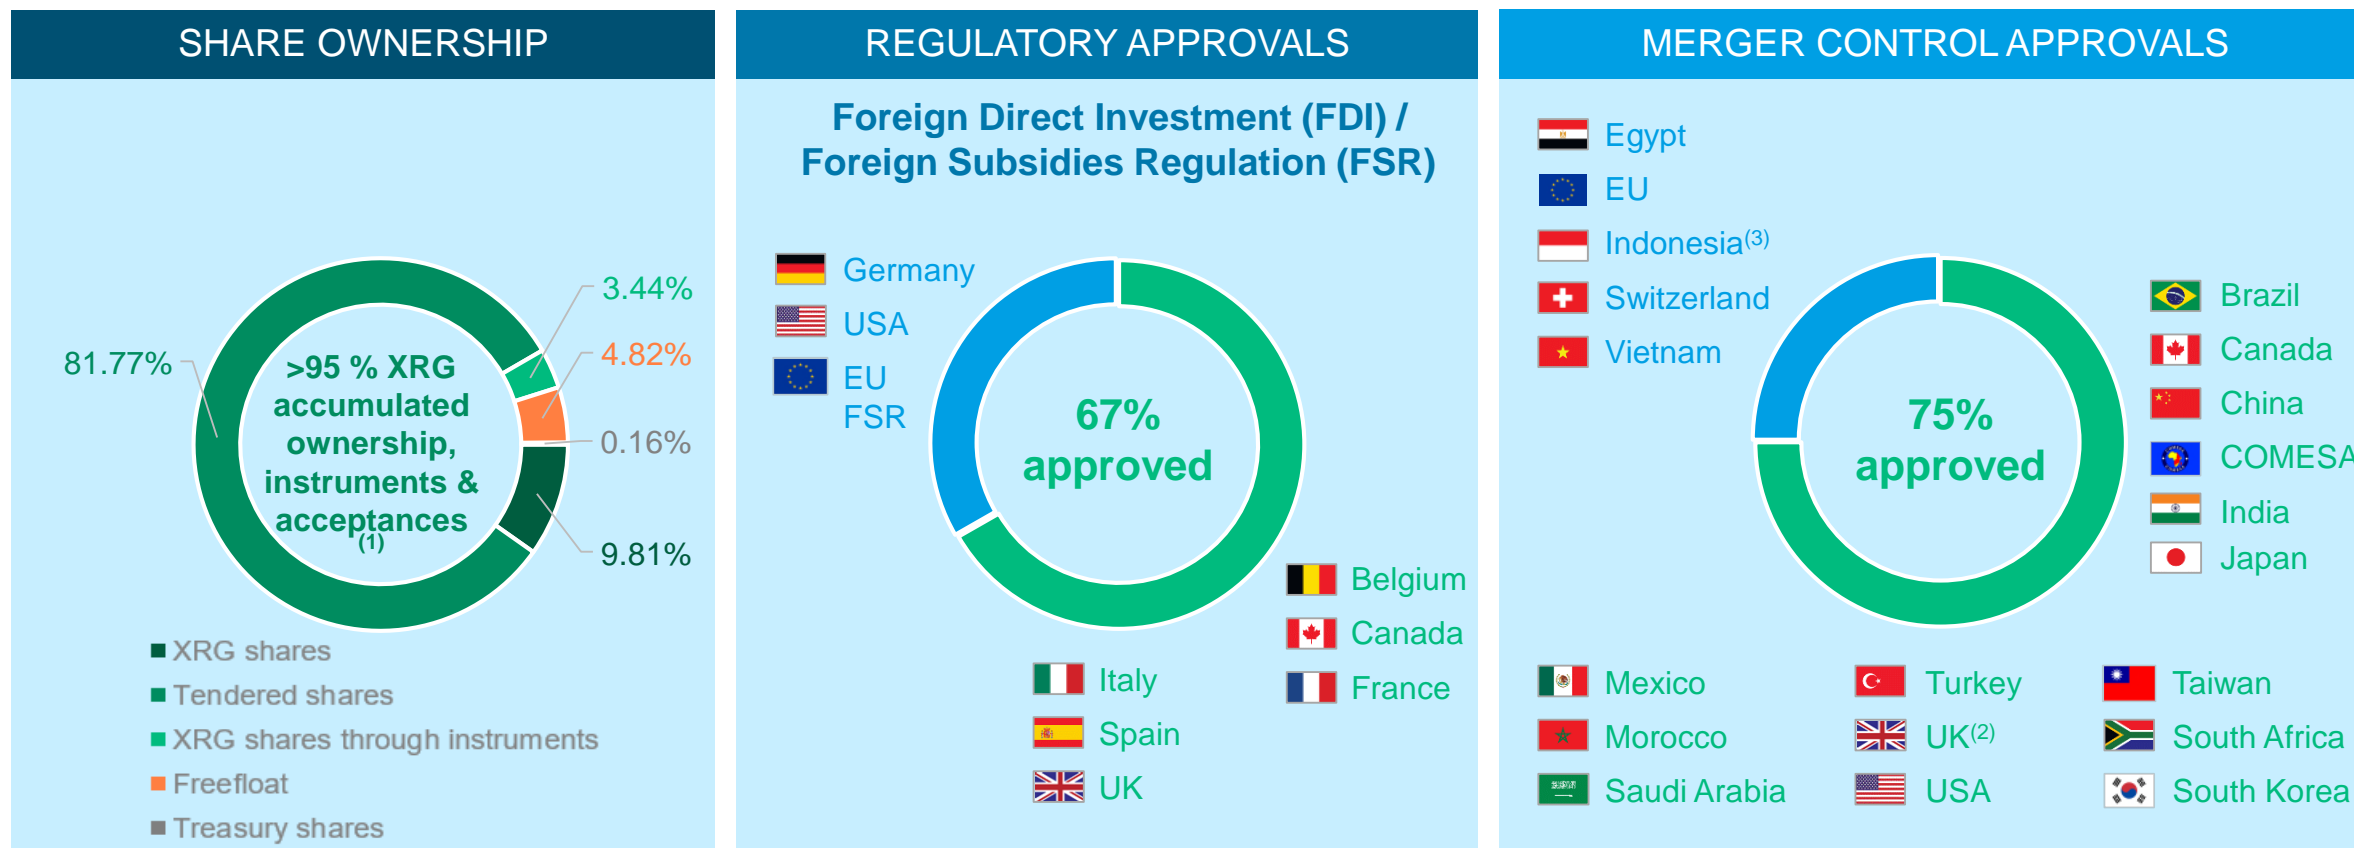 SHARE OWNERSHIP
81.77%
3.44%
4.82%
0.16%
9.81%
>95 % XRG
accumulated
ownership,
instruments &
acceptances
(1)
XRG shares
Tendered shares
XRG shares through instruments
Freefloat
Treasury shares
REGULATORY APPROVALS
Foreign Direct Investment (FDI) /
Foreign Subsidies Regulation (FSR)
Germany
USA
EU
FSR
67%
approved
Belgium
Canada
France
Italy
Spain
UK
MERGER CONTROL APPROVALS
Egypt
EU
Indonesia(3)
Switzerland
Vietnam
75%
approved
Brazil
Canada
China
COMESA
India
Japan
Mexico
Morocco
Saudi Arabia
Turkey
UK(2)
USA
Taiwan
South Africa
South Korea